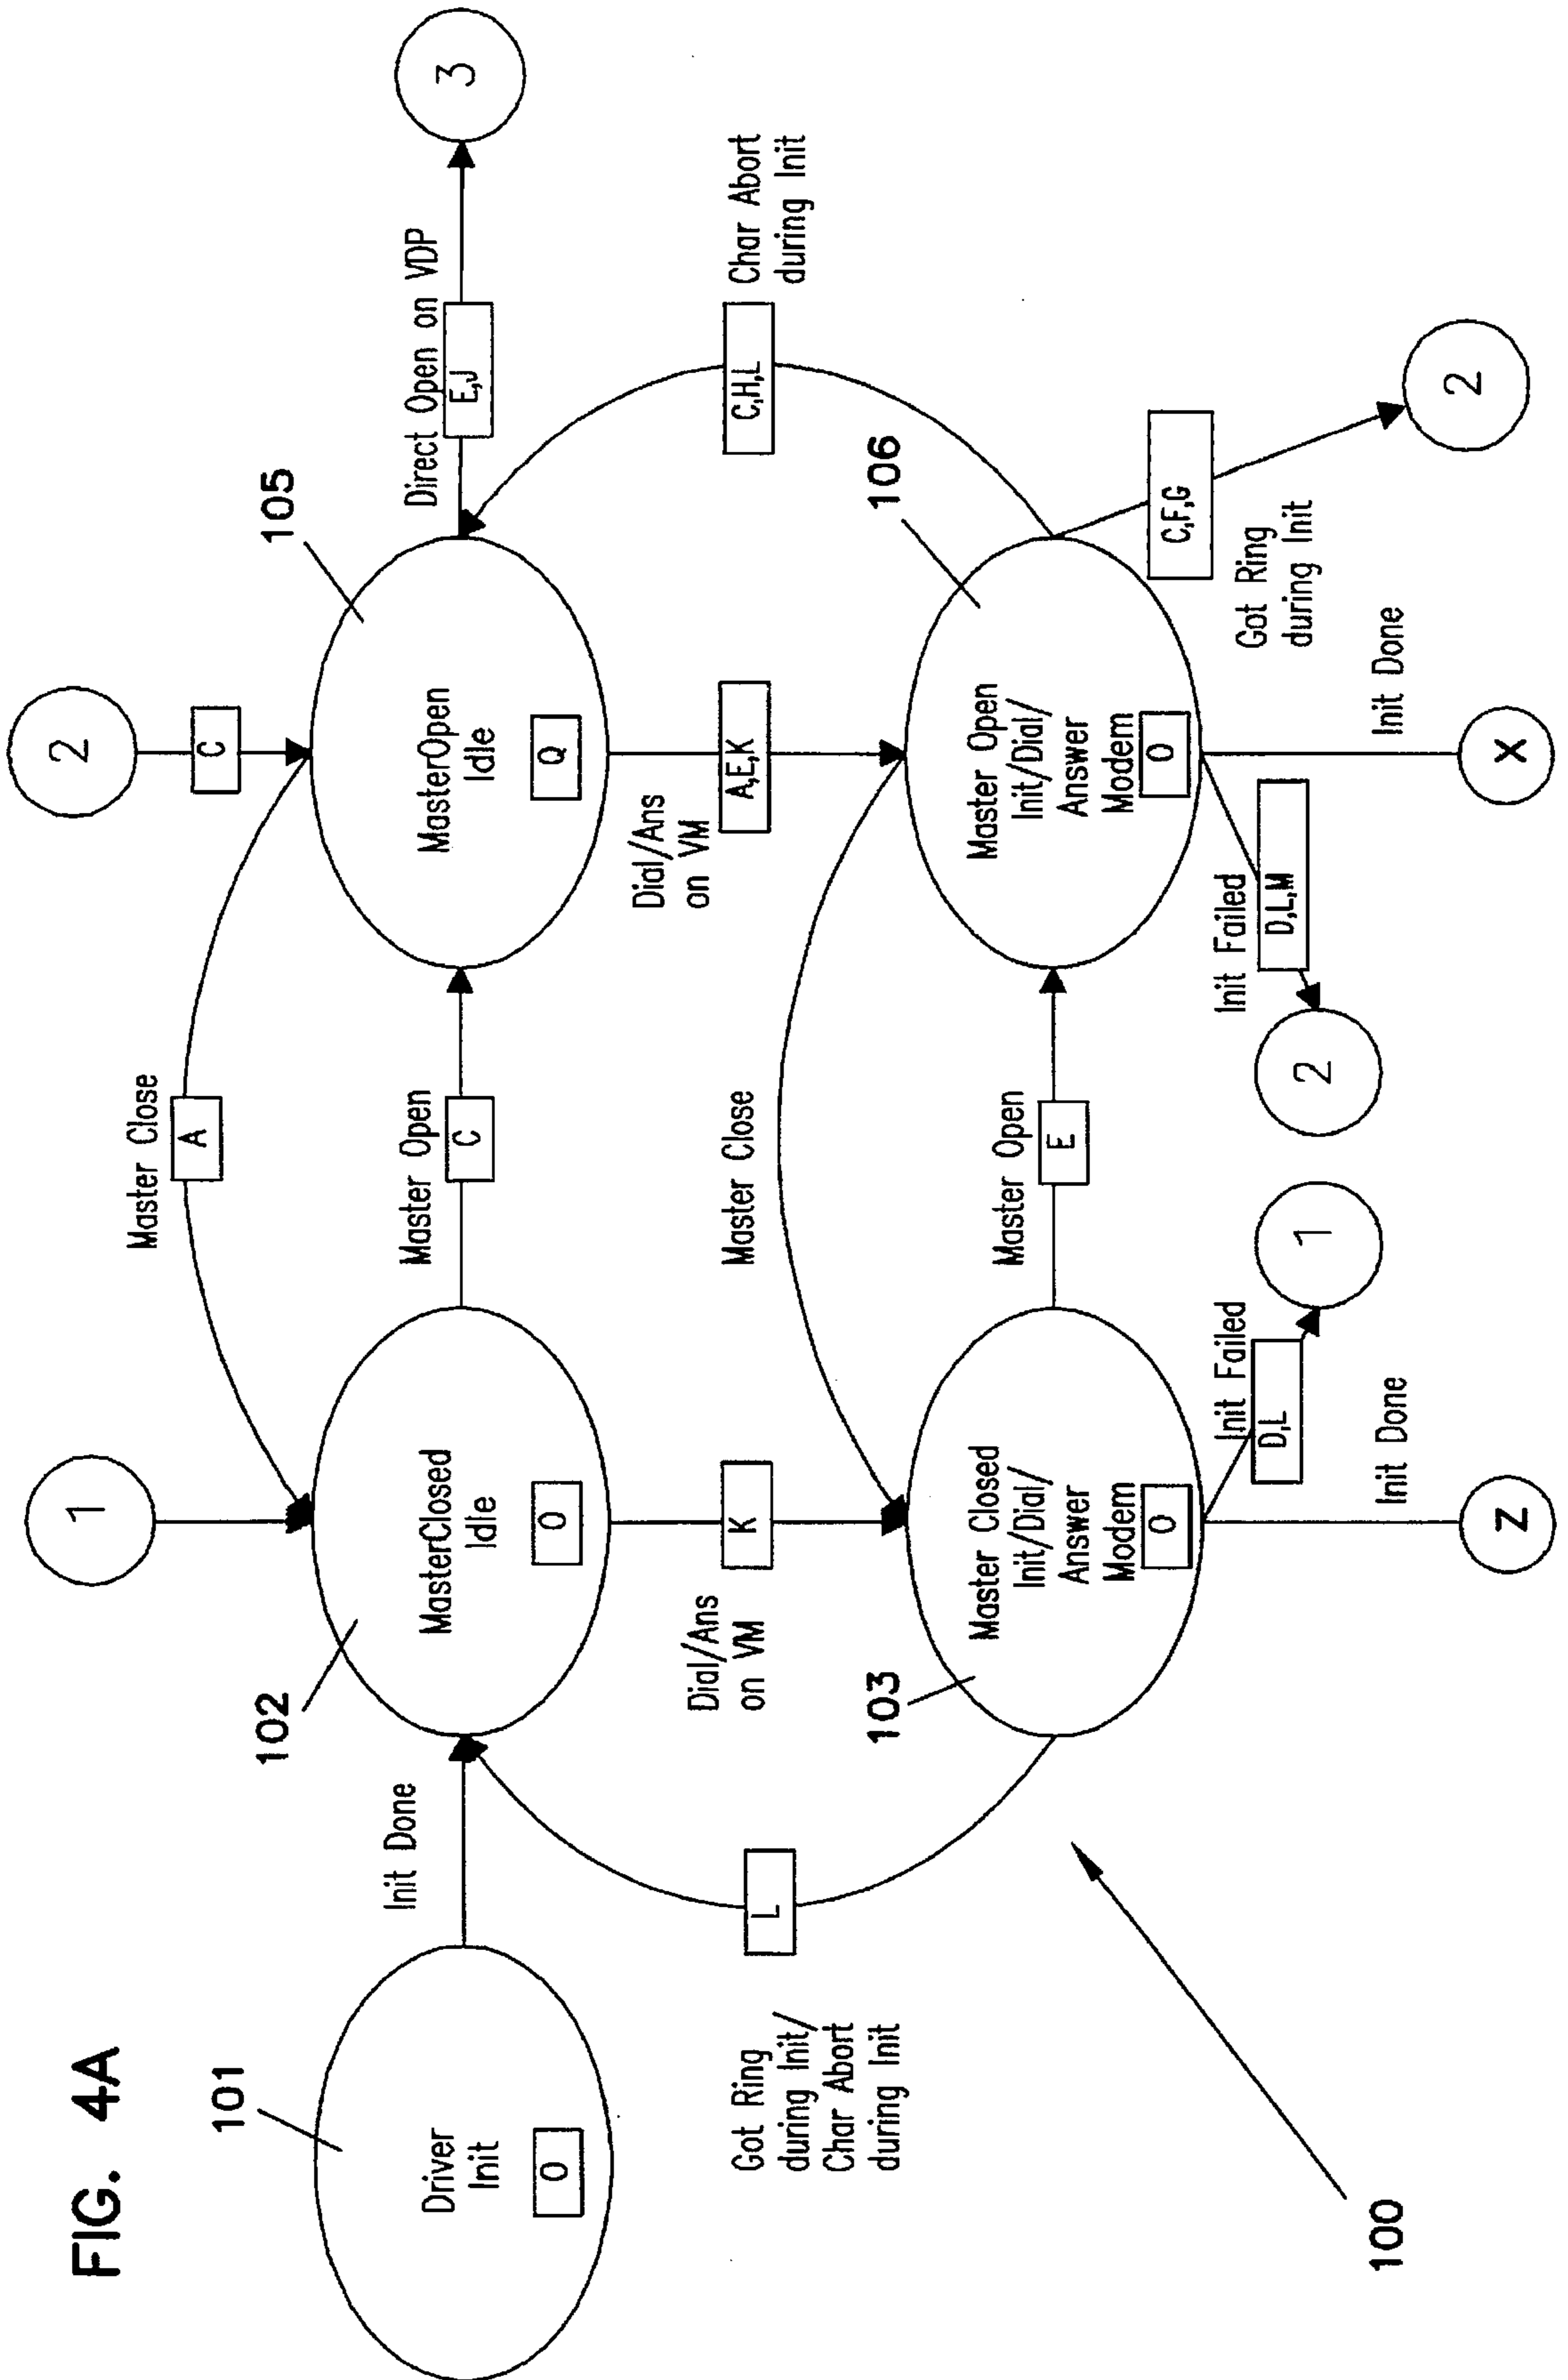 FIG. 4A
101
Driver
Init
O
Init Done
1
102
MasterClosed
Idle
O
Master Close
A
Master Open
C
2
C
105
MasterOpen
Idle
Q
Direct Open on VDP
E,J
3
Got Ring
during Init/
Char Abort
during Init
L
Dial/Ans
on VM
K
Master Close
Dial/Ans
on VM
A,E,K
C,H,L
Char Abort
during Init
103
Master Closed
Init/Dial/
Answer
Modem
O
Master Open
E
106
Master Open
Init/Dial/
Answer
Modem
O
C,F,G
Got Ring
during Init
2
Init Failed
D,L
1
Init Done
Z
Init Failed
D,L,M
2
Init Done
X
100